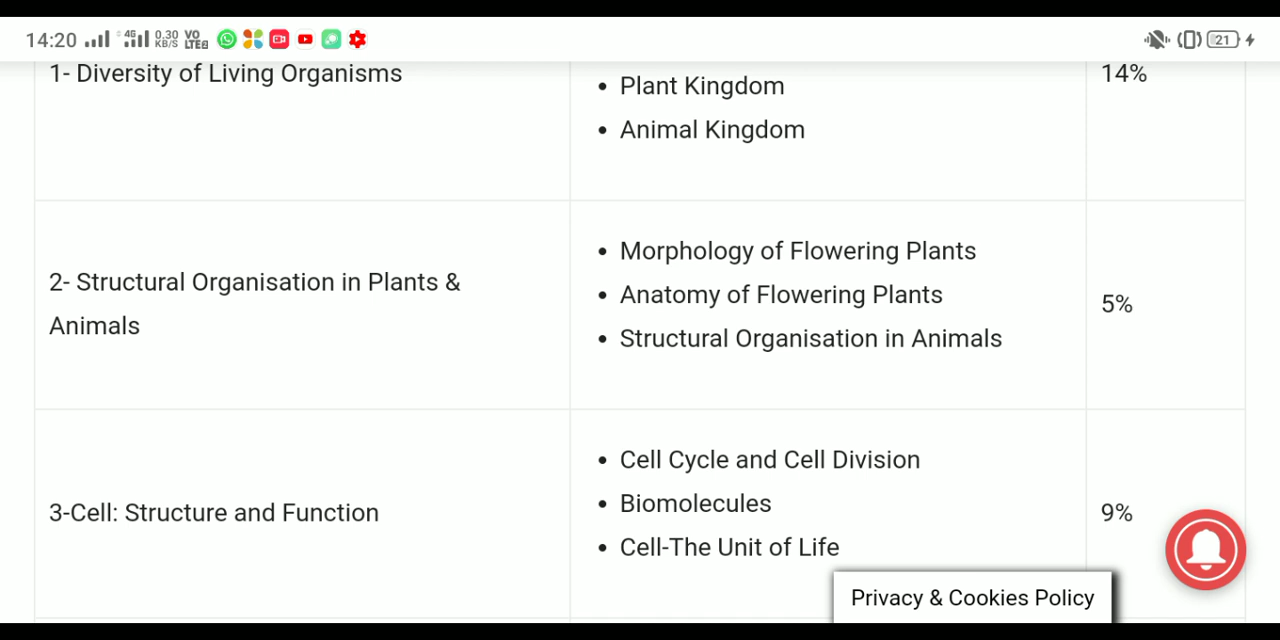 14:20 4G 0.30 KB/S VO LTE2 21
1- Diversity of Living Organisms
• Plant Kingdom
• Animal Kingdom
14%
2- Structural Organisation in Plants &
Animals
• Morphology of Flowering Plants
• Anatomy of Flowering Plants
• Structural Organisation in Animals
5%
3-Cell: Structure and Function
• Cell Cycle and Cell Division
• Biomolecules
• Cell-The Unit of Life
9%
Privacy & Cookies Policy